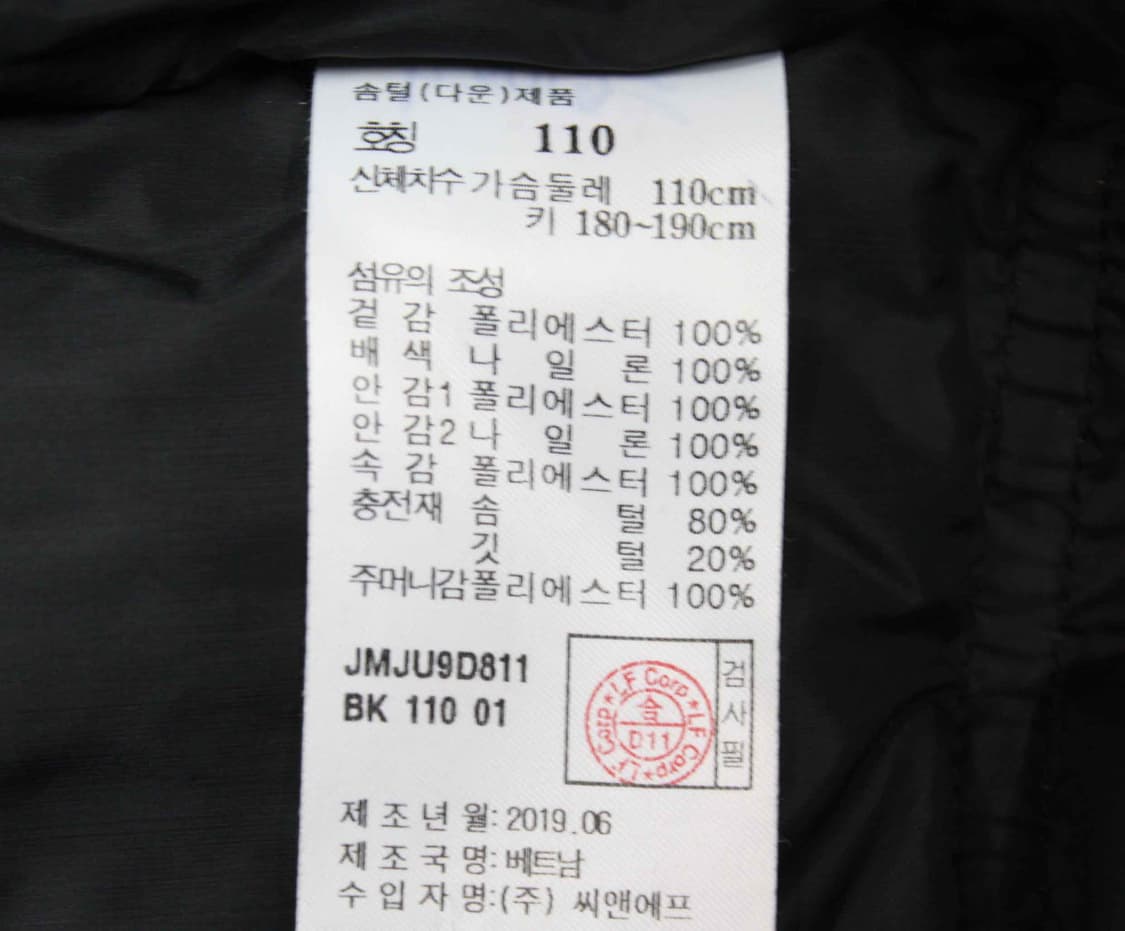 솜털(다운)제품
호칭 110
신체치수 가슴둘레 110cm
키 180~190cm
섬유의 조성
겉 감 폴리에스터 100%
배 색 나 일 론 100%
안 감1 폴리에스터 100%
안 감2 나 일 론 100%
속 감 폴리에스터 100%
충전재 솜 털 80%
깃 털 20%
주머니감폴리에스터 100%
JMJU9D811
BK 110 01
LF Corp★LF Corp★LF Corp★
合
D11
검사필
제 조 년 월: 2019.06
제 조 국 명: 베트남
수 입 자 명: (주) 씨앤에프